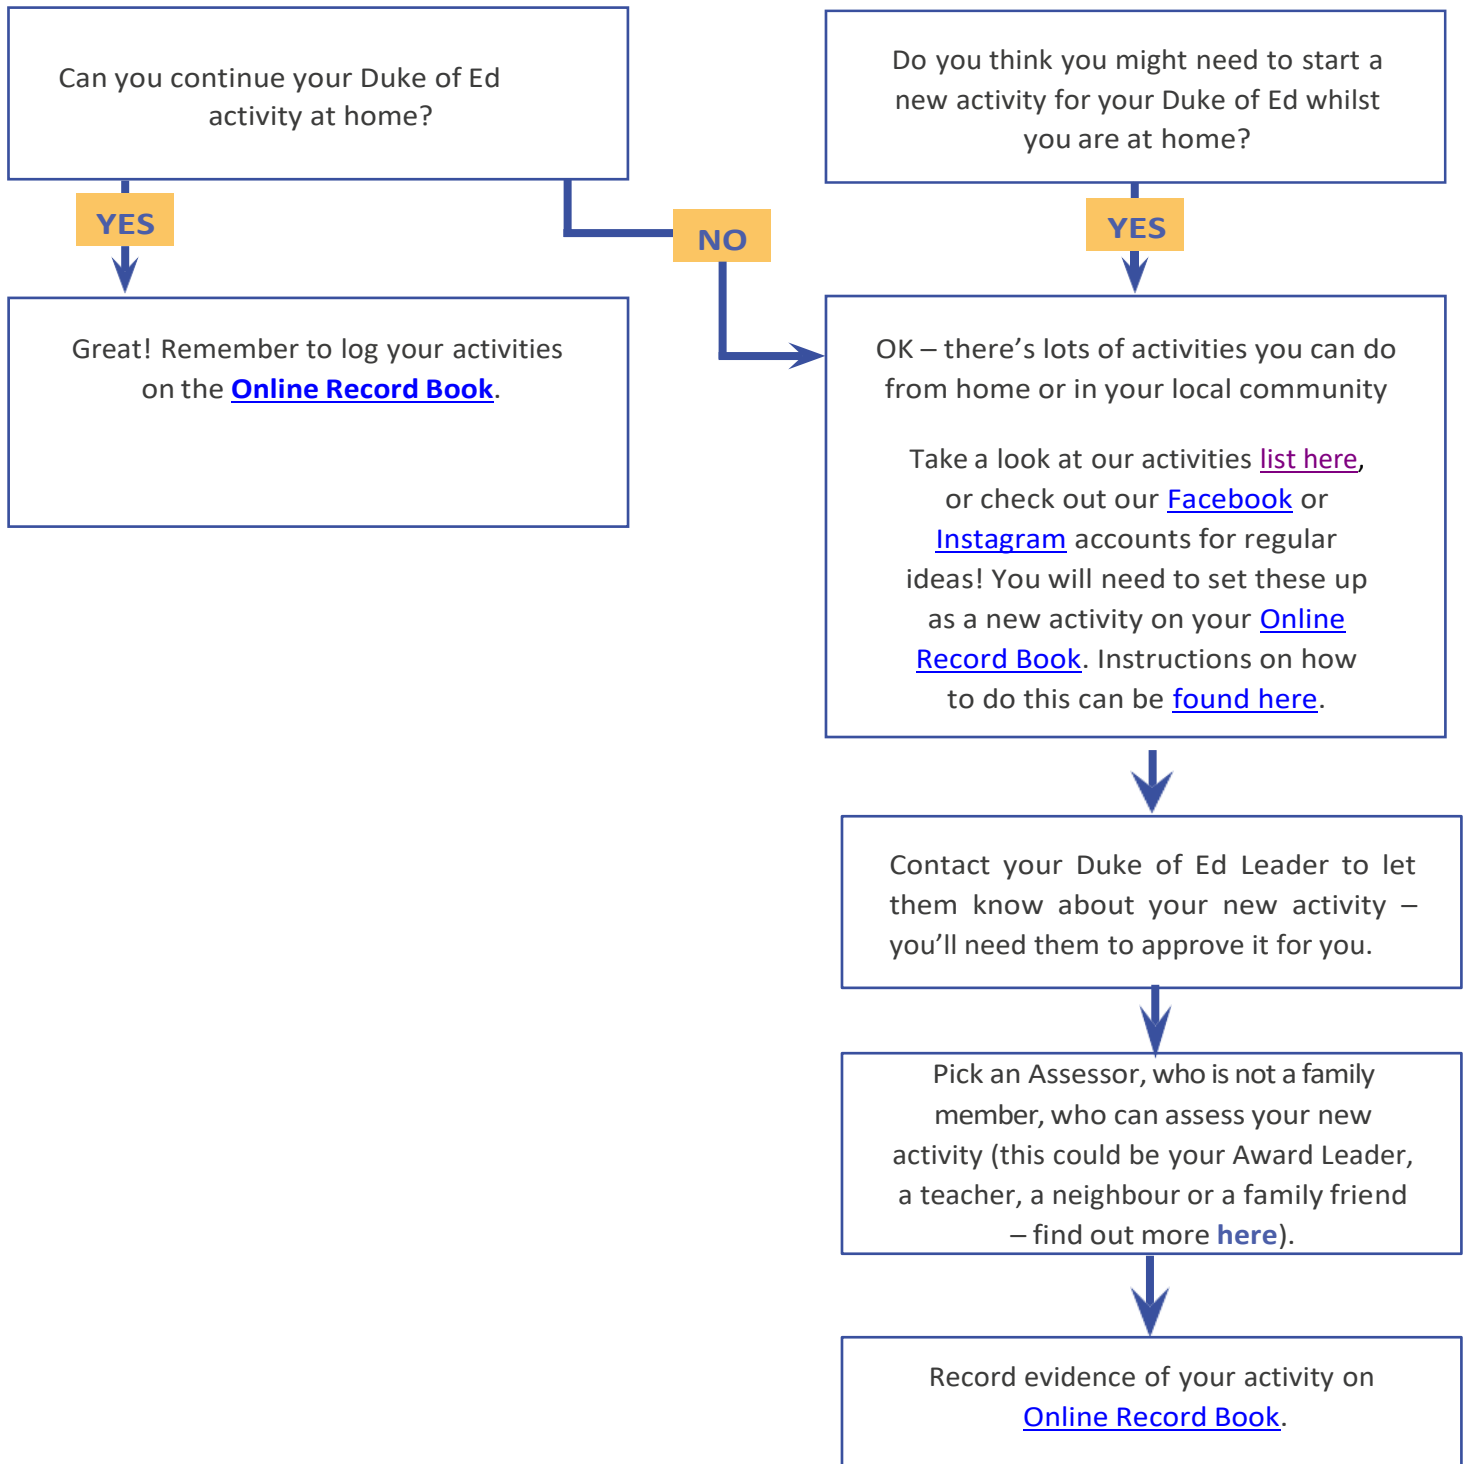 Can you continue your Duke of Ed
activity at home?
Do you think you might need to start a
new activity for your Duke of Ed whilst
you are at home?
YES
NO
YES
Great! Remember to log your activities
on the Online Record Book.
OK – there’s lots of activities you can do
from home or in your local community
Take a look at our activities list here,
or check out our Facebook or
Instagram accounts for regular
ideas! You will need to set these up
as a new activity on your Online
Record Book. Instructions on how
to do this can be found here.
Contact your Duke of Ed Leader to let
them know about your new activity –
you’ll need them to approve it for you.
Pick an Assessor, who is not a family
member, who can assess your new
activity (this could be your Award Leader,
a teacher, a neighbour or a family friend
– find out more here).
Record evidence of your activity on
Online Record Book.